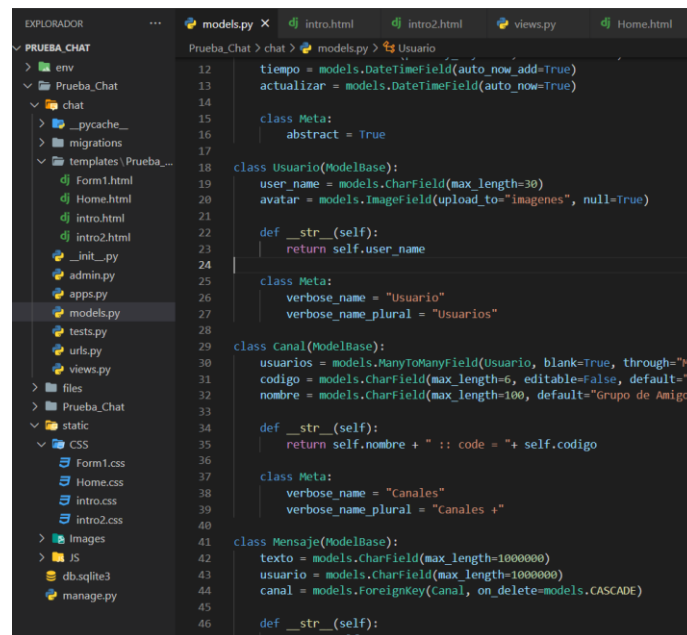 EXPLORADOR ...
PRUEBA_CHAT
env
Prueba_Chat
chat
__pycache__
migrations
templates \ Prueba_...
Form1.html
Home.html
intro.html
intro2.html
__init__.py
admin.py
apps.py
models.py
tests.py
urls.py
views.py
files
Prueba_Chat
static
CSS
Form1.css
Home.css
intro.css
intro2.css
Images
JS
db.sqlite3
manage.py
models.py X intro.html intro2.html views.py Home.html
Prueba_Chat > chat > models.py > Usuario
12 tiempo = models.DateTimeField(auto_now_add=True)
13 actualizar = models.DateTimeField(auto_now=True)
14
15 class Meta:
16 abstract = True
17
18 class Usuario(ModelBase):
19 user_name = models.CharField(max_length=30)
20 avatar = models.ImageField(upload_to="imagenes", null=True)
21
22 def __str__(self):
23 return self.user_name
24
25 class Meta:
26 verbose_name = "Usuario"
27 verbose_name_plural = "Usuarios"
28
29 class Canal(ModelBase):
30 usuarios = models.ManyToManyField(Usuario, blank=True, through="M
31 codigo = models.CharField(max_length=6, editable=False, default="
32 nombre = models.CharField(max_length=100, default="Grupo de Amigo
33
34 def __str__(self):
35 return self.nombre + " :: code = "+ self.codigo
36
37 class Meta:
38 verbose_name = "Canales"
39 verbose_name_plural = "Canales +"
40
41 class Mensaje(ModelBase):
42 texto = models.CharField(max_length=1000000)
43 usuario = models.CharField(max_length=1000000)
44 canal = models.ForeignKey(Canal, on_delete=models.CASCADE)
45
46 def __str__(self):